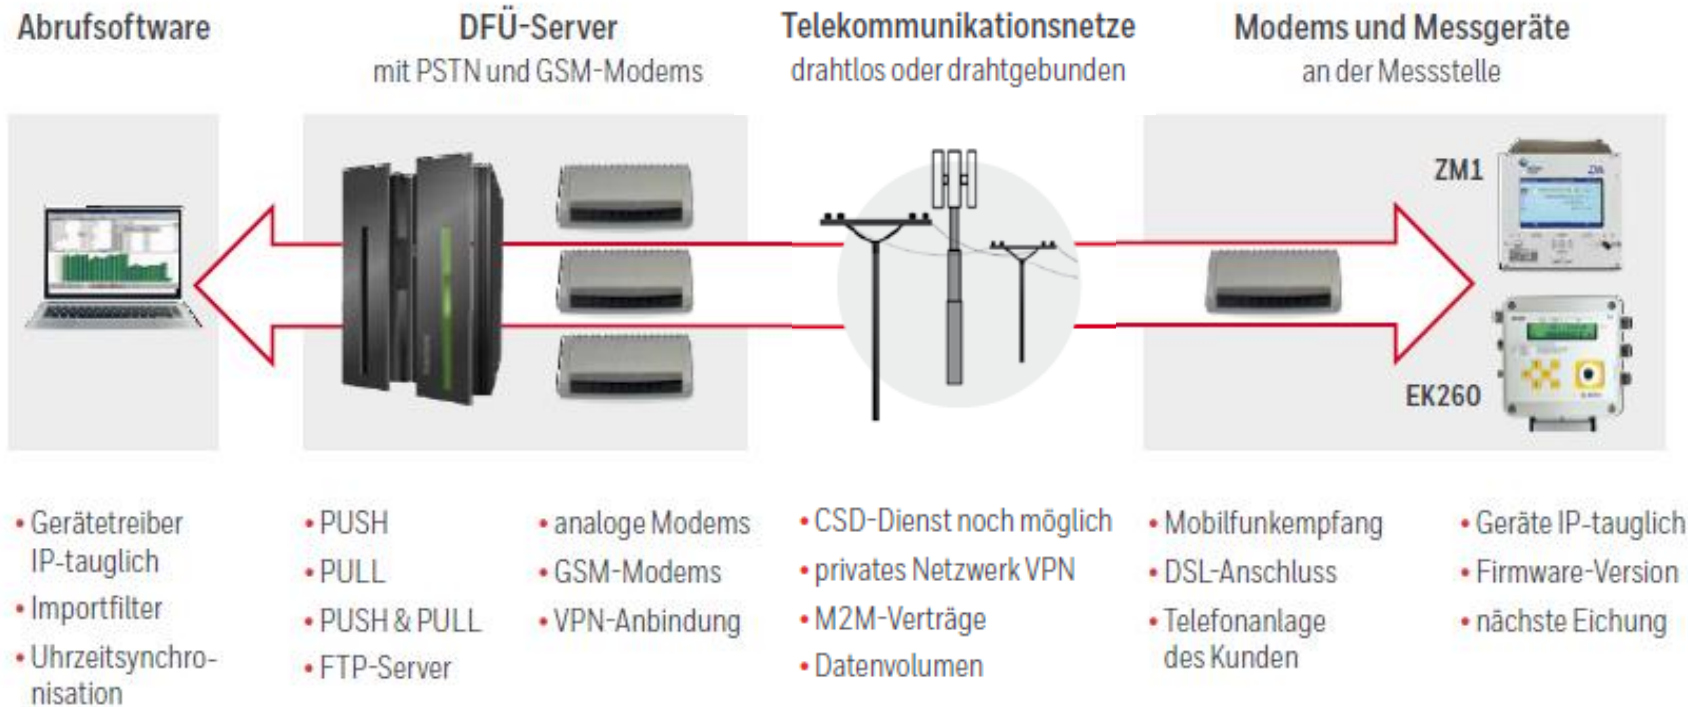 Abrufsoftware
DFÜ-Server
mit PSTN und GSM-Modems
Telekommunikationsnetze
drahtlos oder drahtgebunden
Modems und Messgeräte
an der Messstelle
ZM1
EK260
• Gerätetreiber
IP-tauglich
• Importfilter
• Uhrzeitsynchro-
nisation
• PUSH
• PULL
• PUSH & PULL
• FTP-Server
• analoge Modems
• GSM-Modems
• VPN-Anbindung
• CSD-Dienst noch möglich
• privates Netzwerk VPN
• M2M-Verträge
• Datenvolumen
• Mobilfunkempfang
• DSL-Anschluss
• Telefonanlage
des Kunden
• Geräte IP-tauglich
• Firmware-Version
• nächste Eichung